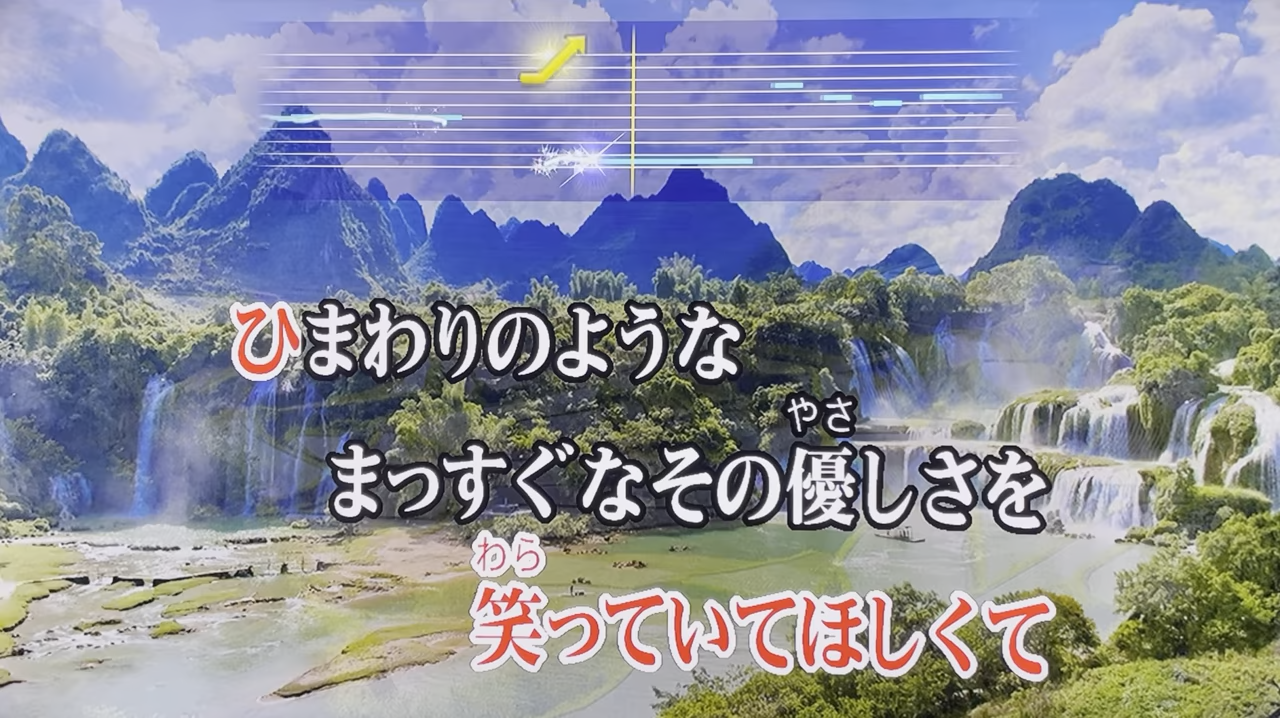 ひまわりのような
やさ
まっすぐなその優しさを
わら
笑っていてほしくて